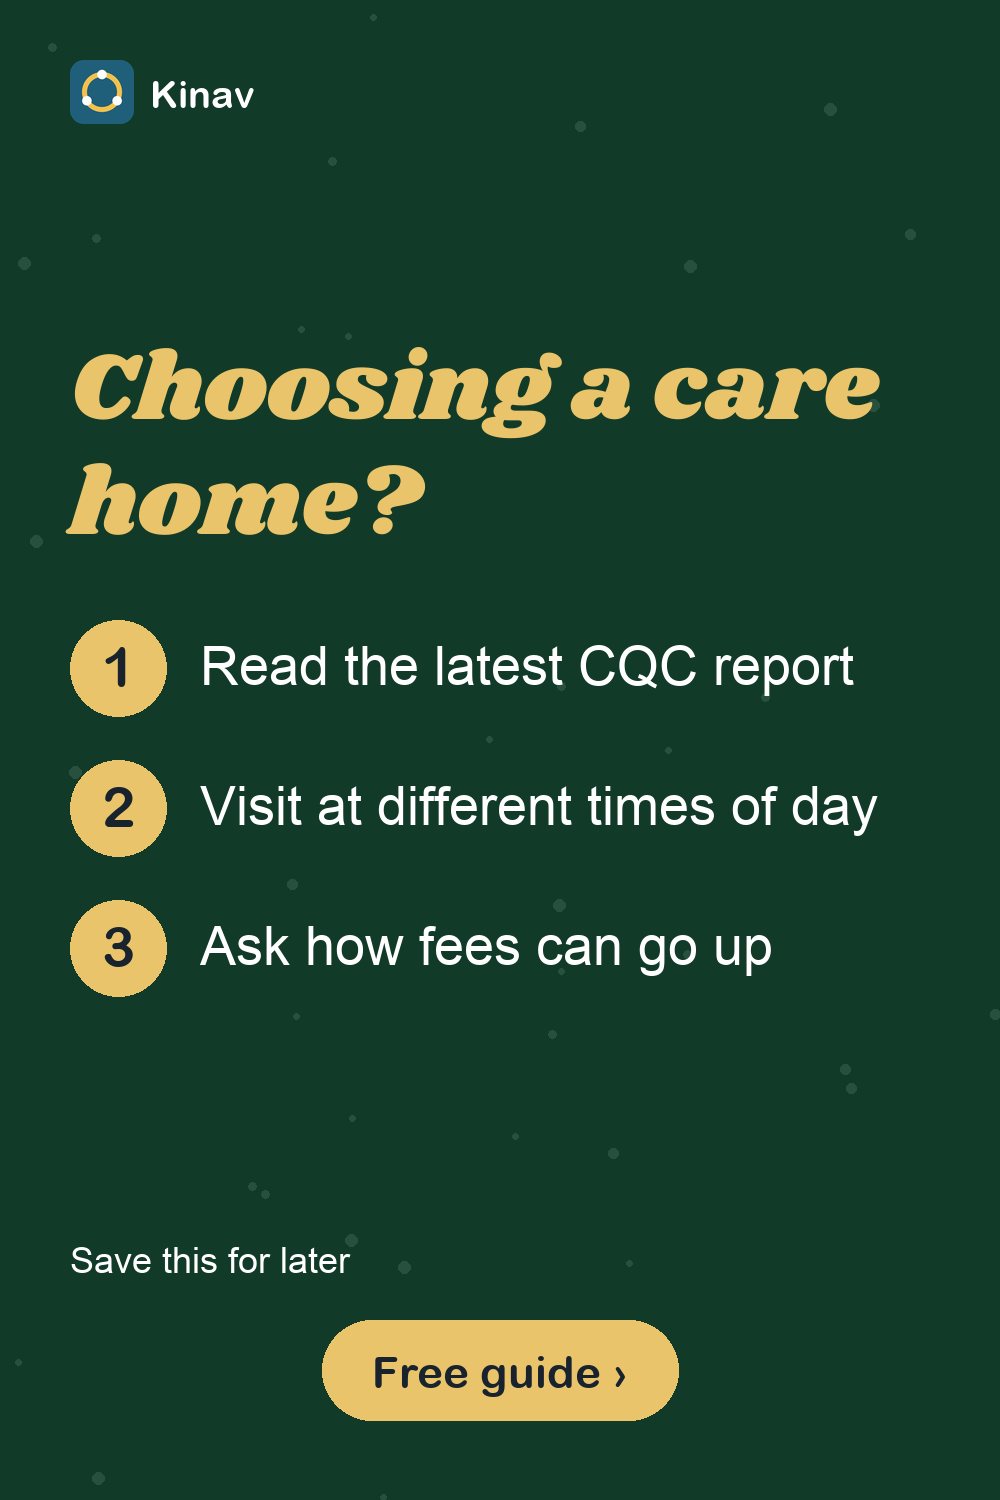 Kinav
Choosing a care
home?
1 Read the latest CQC report
2 Visit at different times of day
3 Ask how fees can go up
Save this for later
Free guide ›